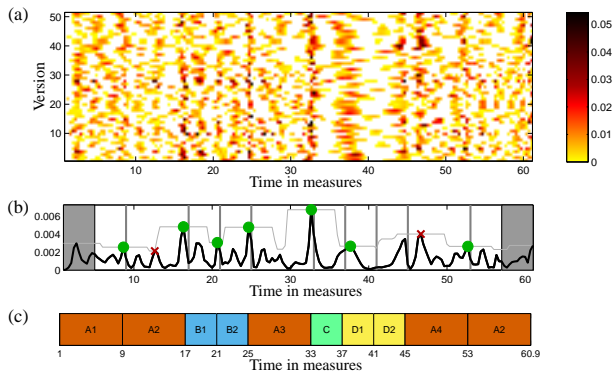 (a)
50
40
30
20
10
Version
10 20 30 40 50 60
Time in measures
0.05
0.04
0.03
0.02
0.01
0
(b)
0.006
0.004
0.002
0
10 20 30 40 50 60
Time in measures
(c)
A1 A2 B1 B2 A3 C D1 D2 A4 A2
1 9 17 21 25 33 37 41 45 53 60.9
Time in measures